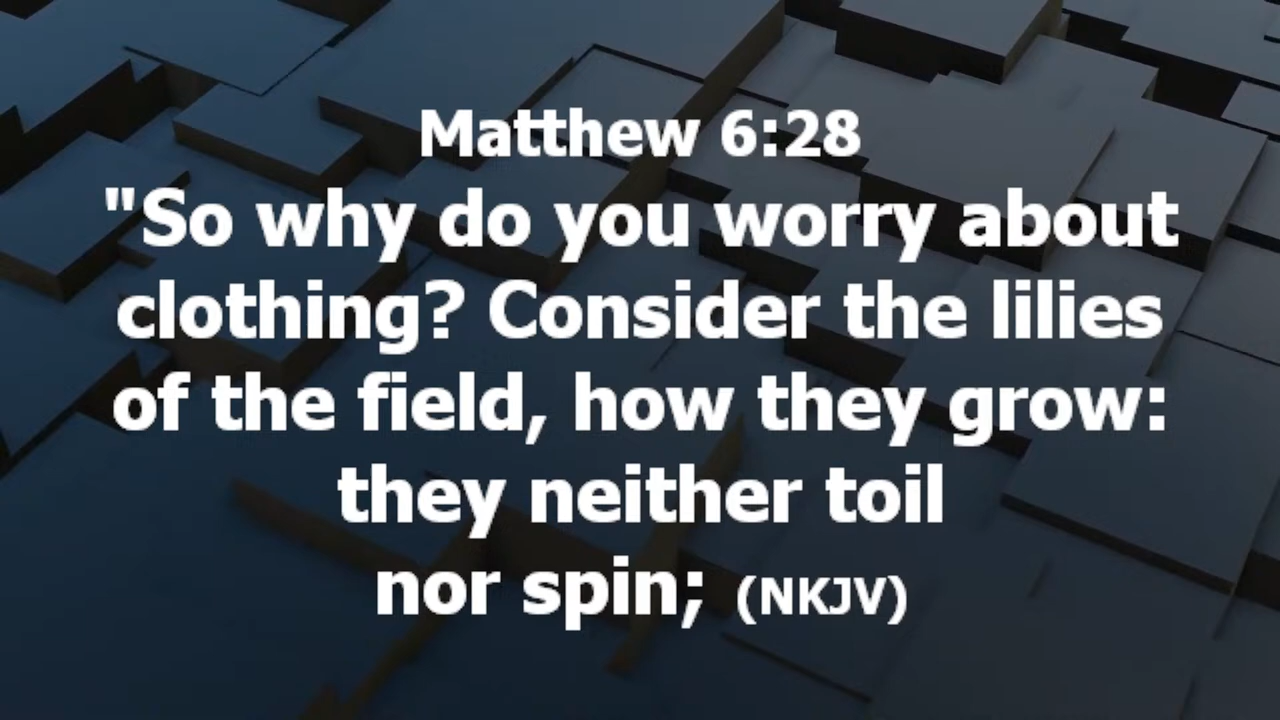 Matthew 6:28
"So why do you worry about
clothing? Consider the lilies
of the field, how they grow:
they neither toil
nor spin; (NKJV)